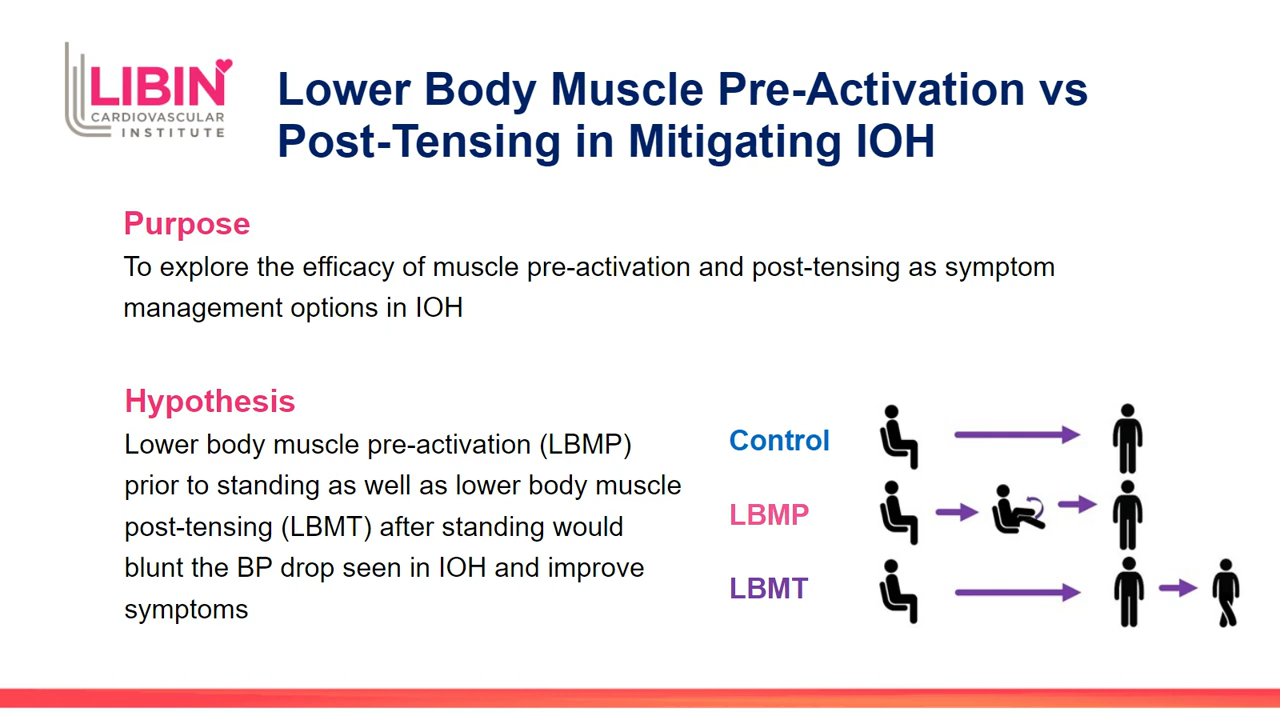 LIBIN
CARDIOVASCULAR
INSTITUTE
Lower Body Muscle Pre-Activation vs
Post-Tensing in Mitigating IOH
Purpose
To explore the efficacy of muscle pre-activation and post-tensing as symptom
management options in IOH
Hypothesis
Lower body muscle pre-activation (LBMP)
prior to standing as well as lower body muscle
post-tensing (LBMT) after standing would
blunt the BP drop seen in IOH and improve
symptoms
Control
LBMP
LBMT